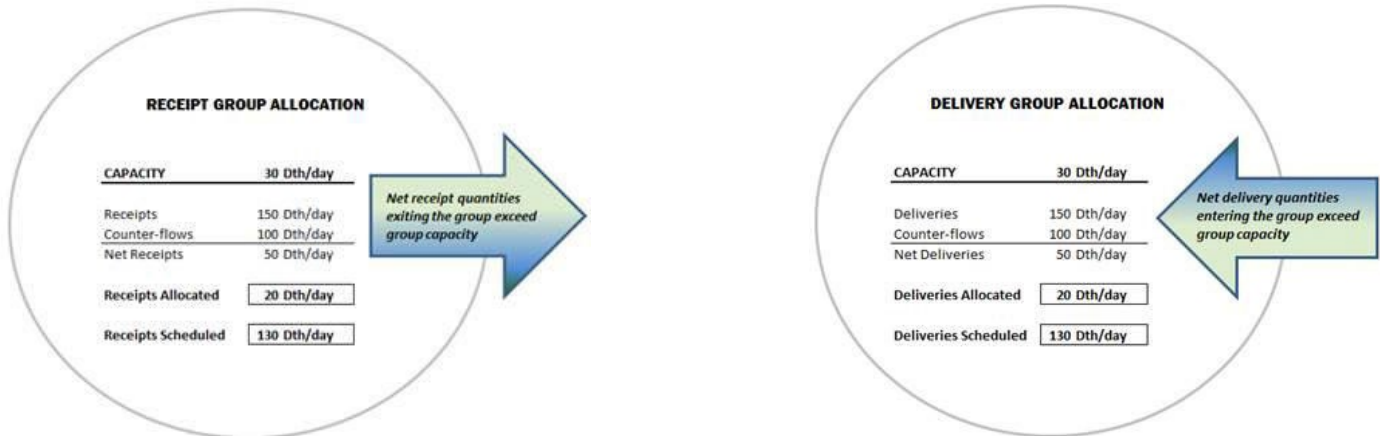 RECEIPT GROUP ALLOCATION
CAPACITY 30 Dth/day
Receipts 150 Dth/day
Counter-flows 100 Dth/day
Net Receipts 50 Dth/day
Receipts Allocated 20 Dth/day
Receipts Scheduled 130 Dth/day
Net receipt quantities
exiting the group exceed
group capacity
DELIVERY GROUP ALLOCATION
CAPACITY 30 Dth/day
Deliveries 150 Dth/day
Counter-flows 100 Dth/day
Net Deliveries 50 Dth/day
Deliveries Allocated 20 Dth/day
Deliveries Scheduled 130 Dth/day
Net delivery quantities
entering the group exceed
group capacity